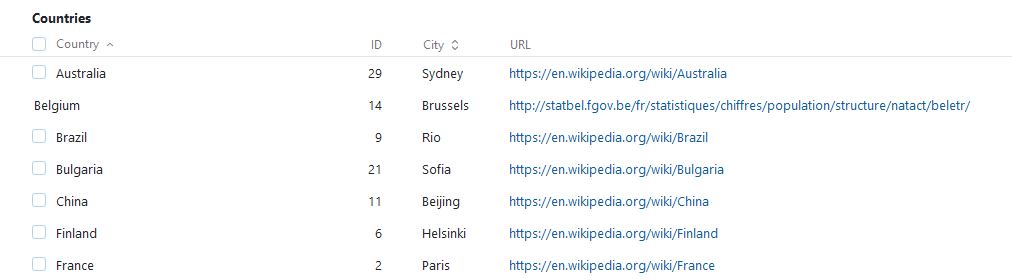 Countries
Country ID City URL
Australia 29 Sydney https://en.wikipedia.org/wiki/Australia
Belgium 14 Brussels http://statbel.fgov.be/fr/statistiques/chiffres/population/structure/natact/beletr/
Brazil 9 Rio https://en.wikipedia.org/wiki/Brazil
Bulgaria 21 Sofia https://en.wikipedia.org/wiki/Bulgaria
China 11 Beijing https://en.wikipedia.org/wiki/China
Finland 6 Helsinki https://en.wikipedia.org/wiki/Finland
France 2 Paris https://en.wikipedia.org/wiki/France